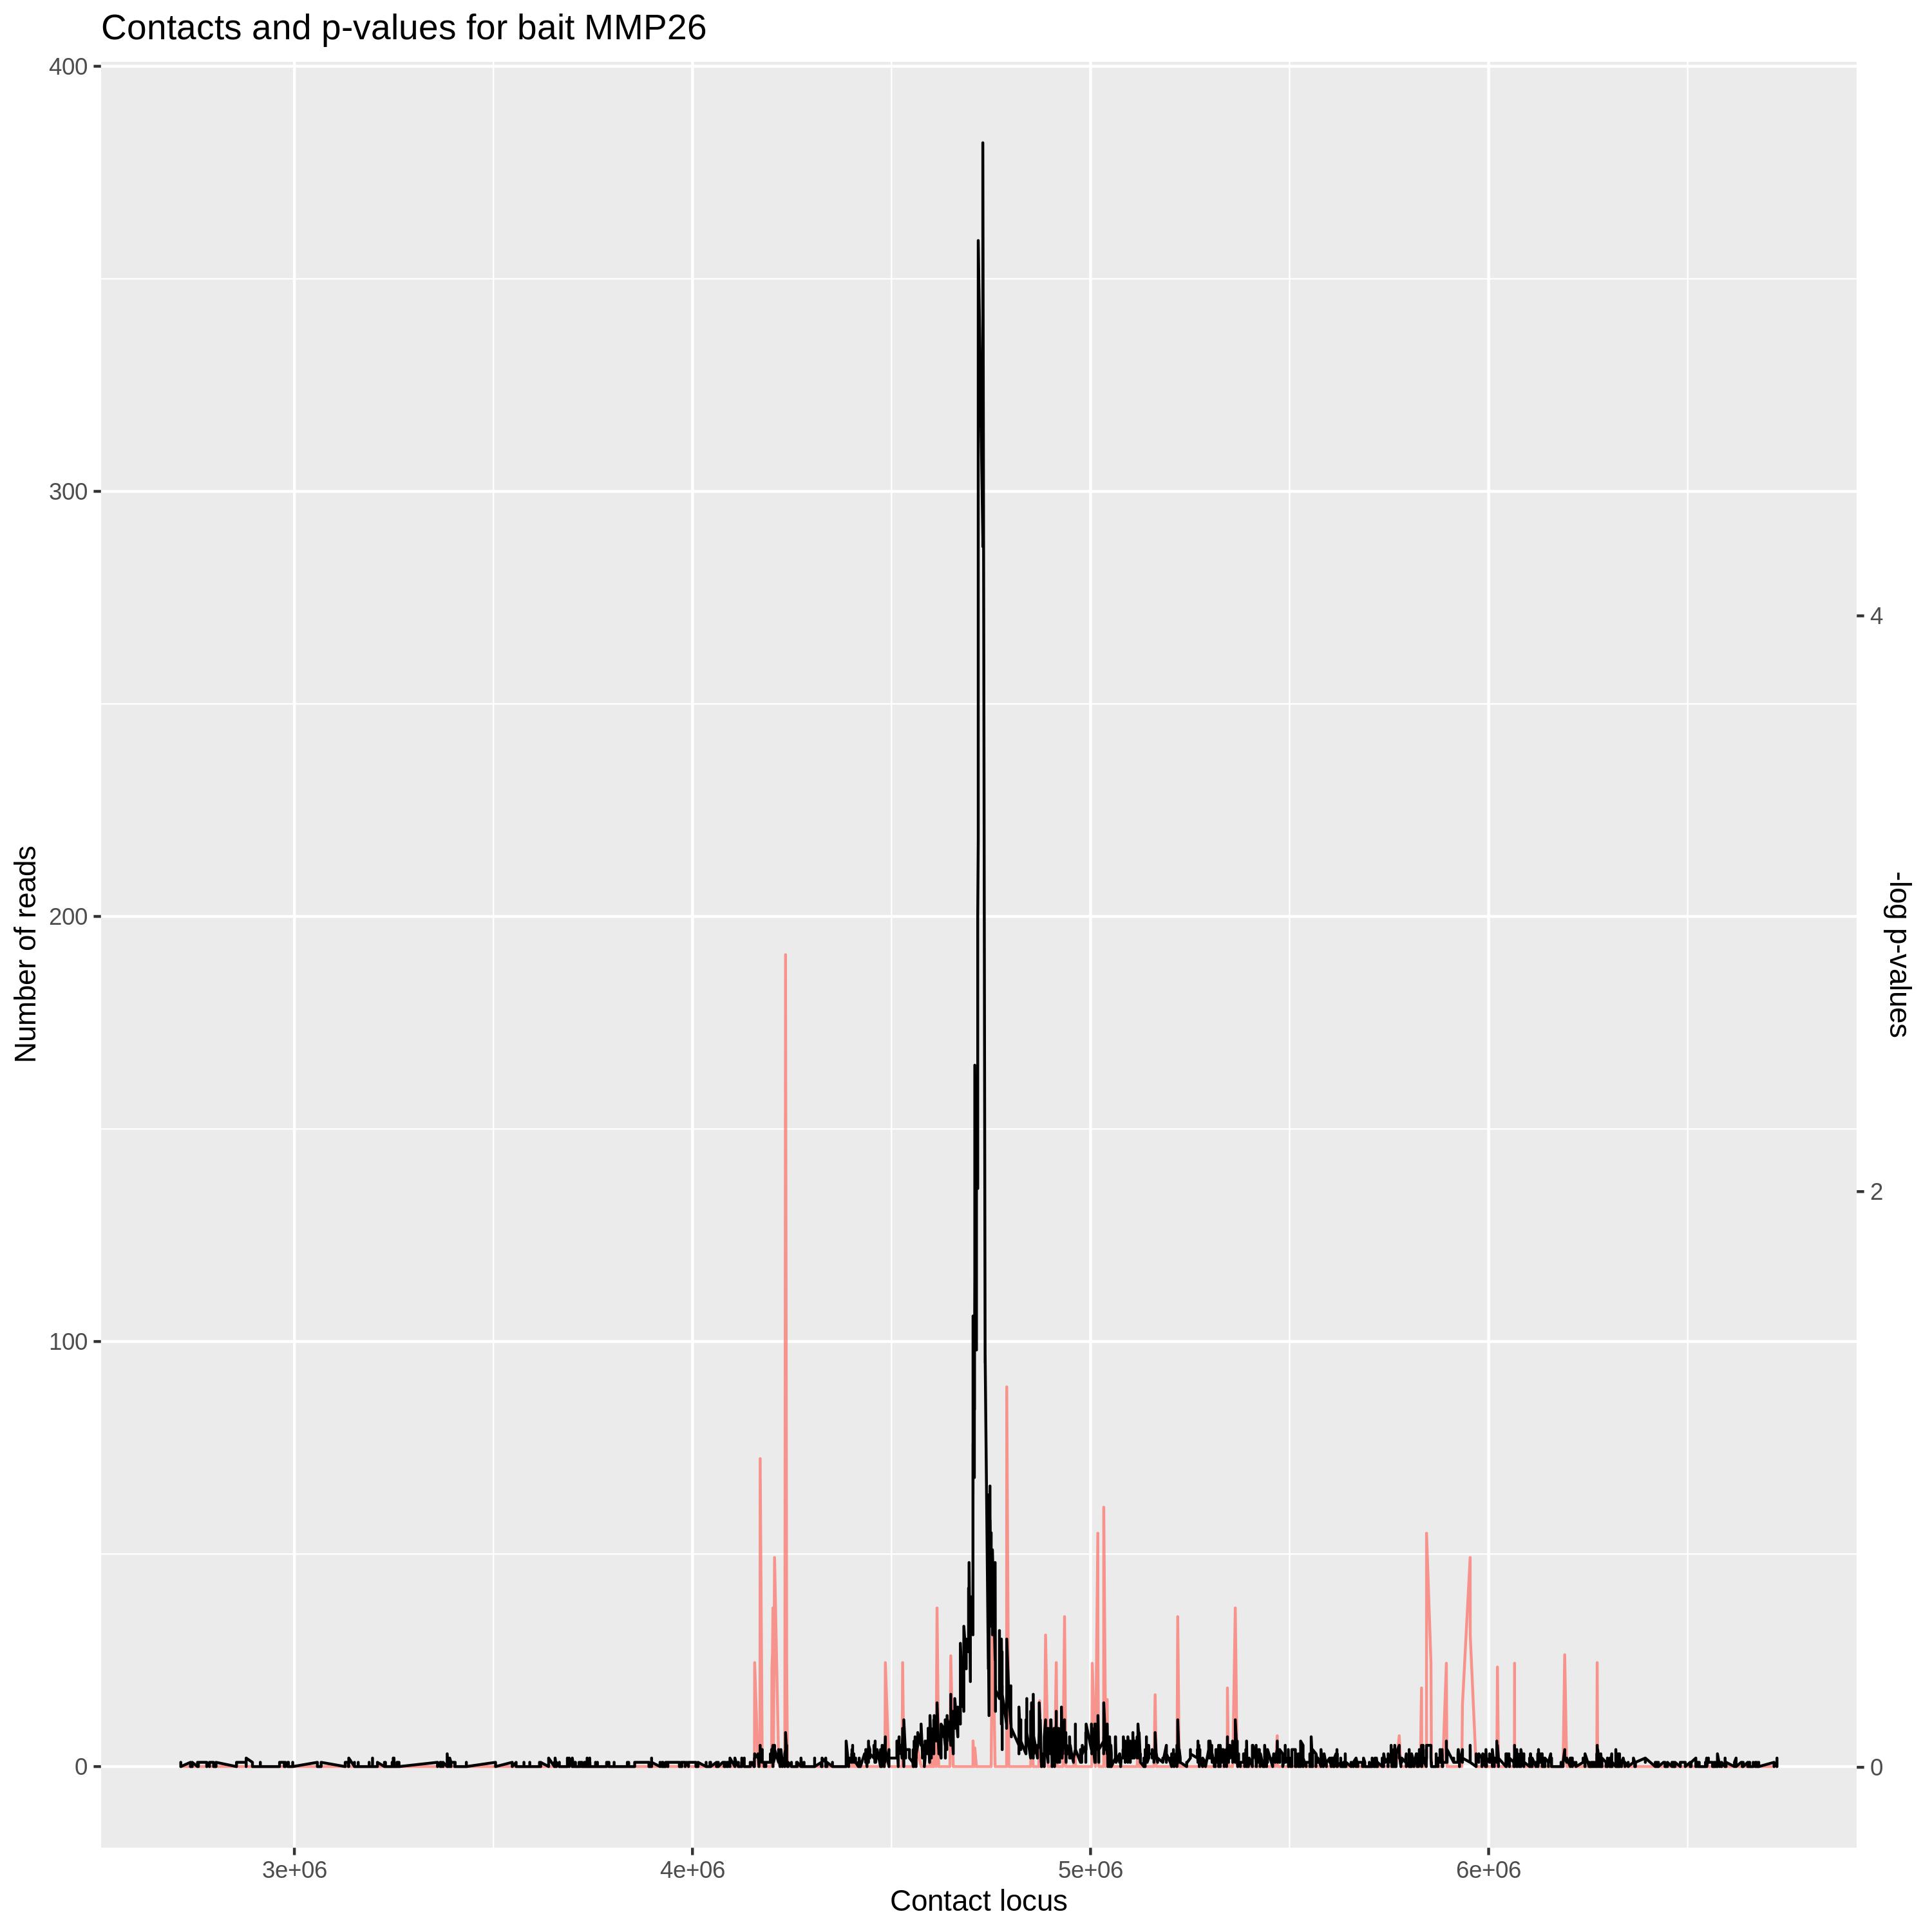 Contacts and p-values for bait MMP26
400
300
200
100
0
Number of reads
4
2
0
-log p-values
3e+06
4e+06
5e+06
6e+06
Contact locus